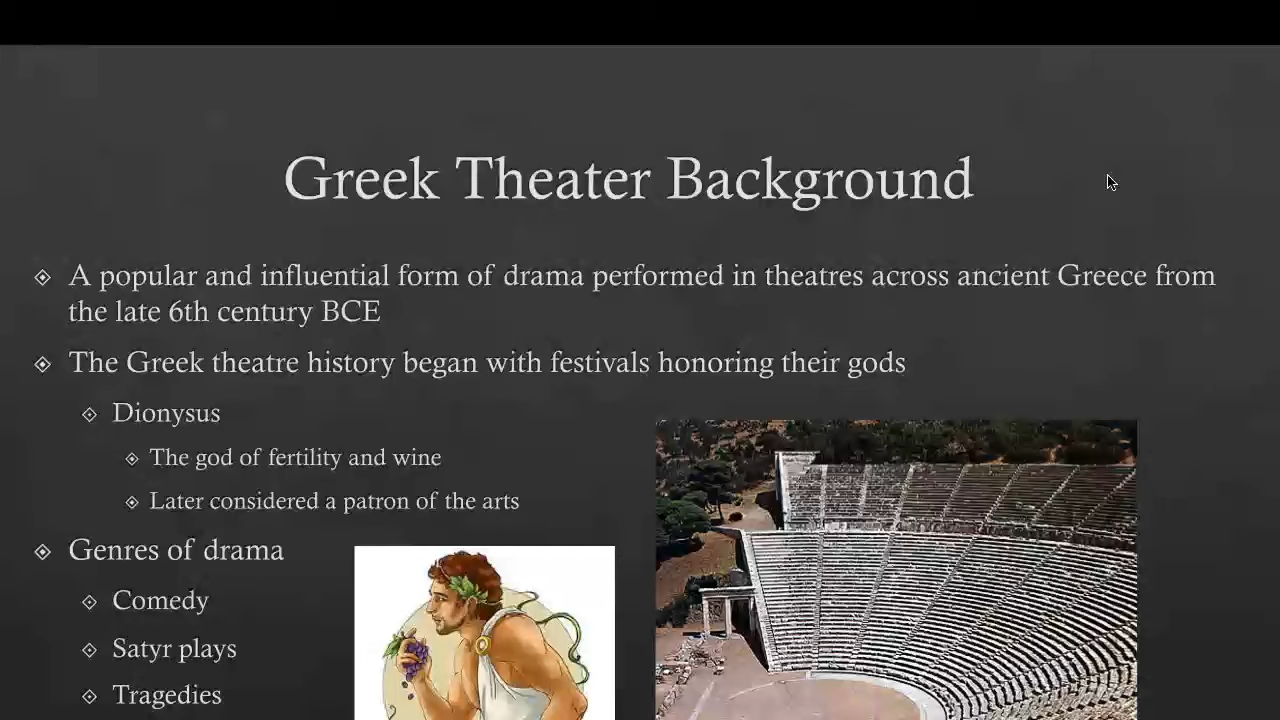 Greek Theater Background
A popular and influential form of drama performed in theatres across ancient Greece from
the late 6th century BCE
The Greek theatre history began with festivals honoring their gods
Dionysus
The god of fertility and wine
Later considered a patron of the arts
Genres of drama
Comedy
Satyr plays
Tragedies